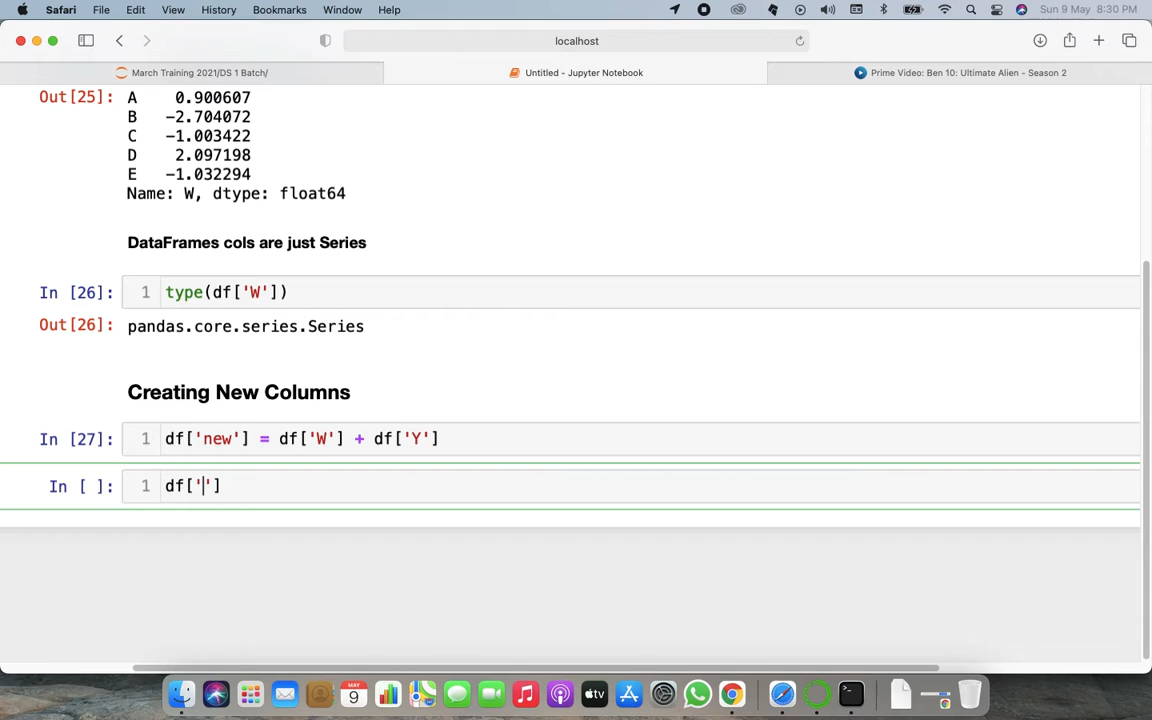 Safari File Edit View History Bookmarks Window Help Sun 9 May 8:30 PM
localhost
March Training 2021/DS 1 Batch/ Untitled - Jupyter Notebook Prime Video: Ben 10: Ultimate Alien - Season 2
Out[25]: A 0.900607
B -2.704072
C -1.003422
D 2.097198
E -1.032294
Name: W, dtype: float64
DataFrames cols are just Series
In [26]: 1 type(df['W'])
Out[26]: pandas.core.series.Series
Creating New Columns
In [27]: 1 df['new'] = df['W'] + df['Y']
In [ ]: 1 df['']
MAY
9
tv